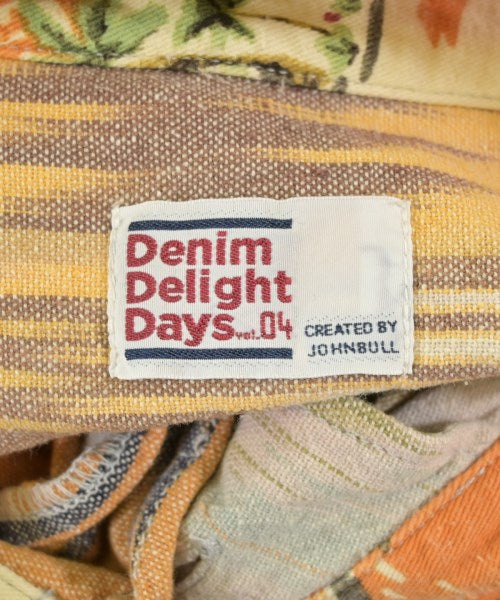 Denim
Delight
Days vol.04
CREATED BY
JOHNBULL